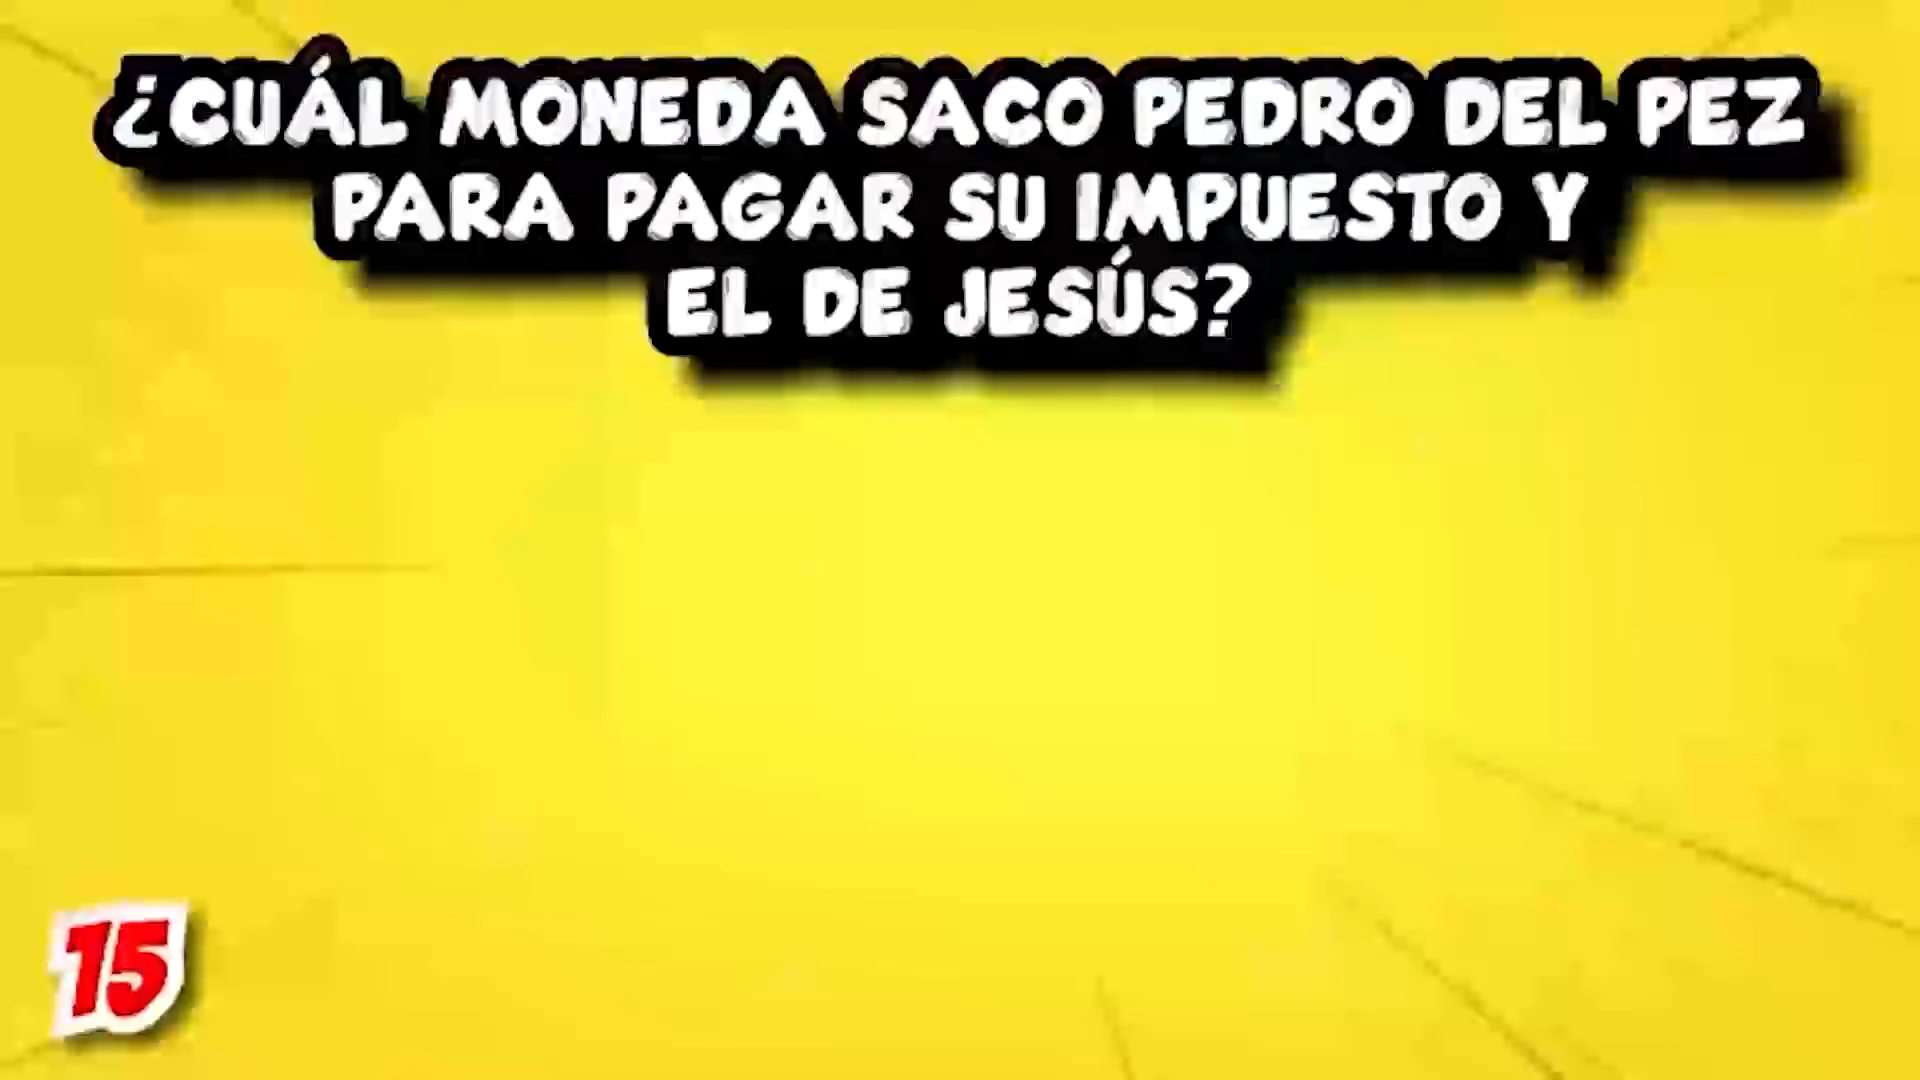 ¿CUÁL MONEDA SACO PEDRO DEL PEZ
PARA PAGAR SU IMPUESTO Y
EL DE JESÚS?
15